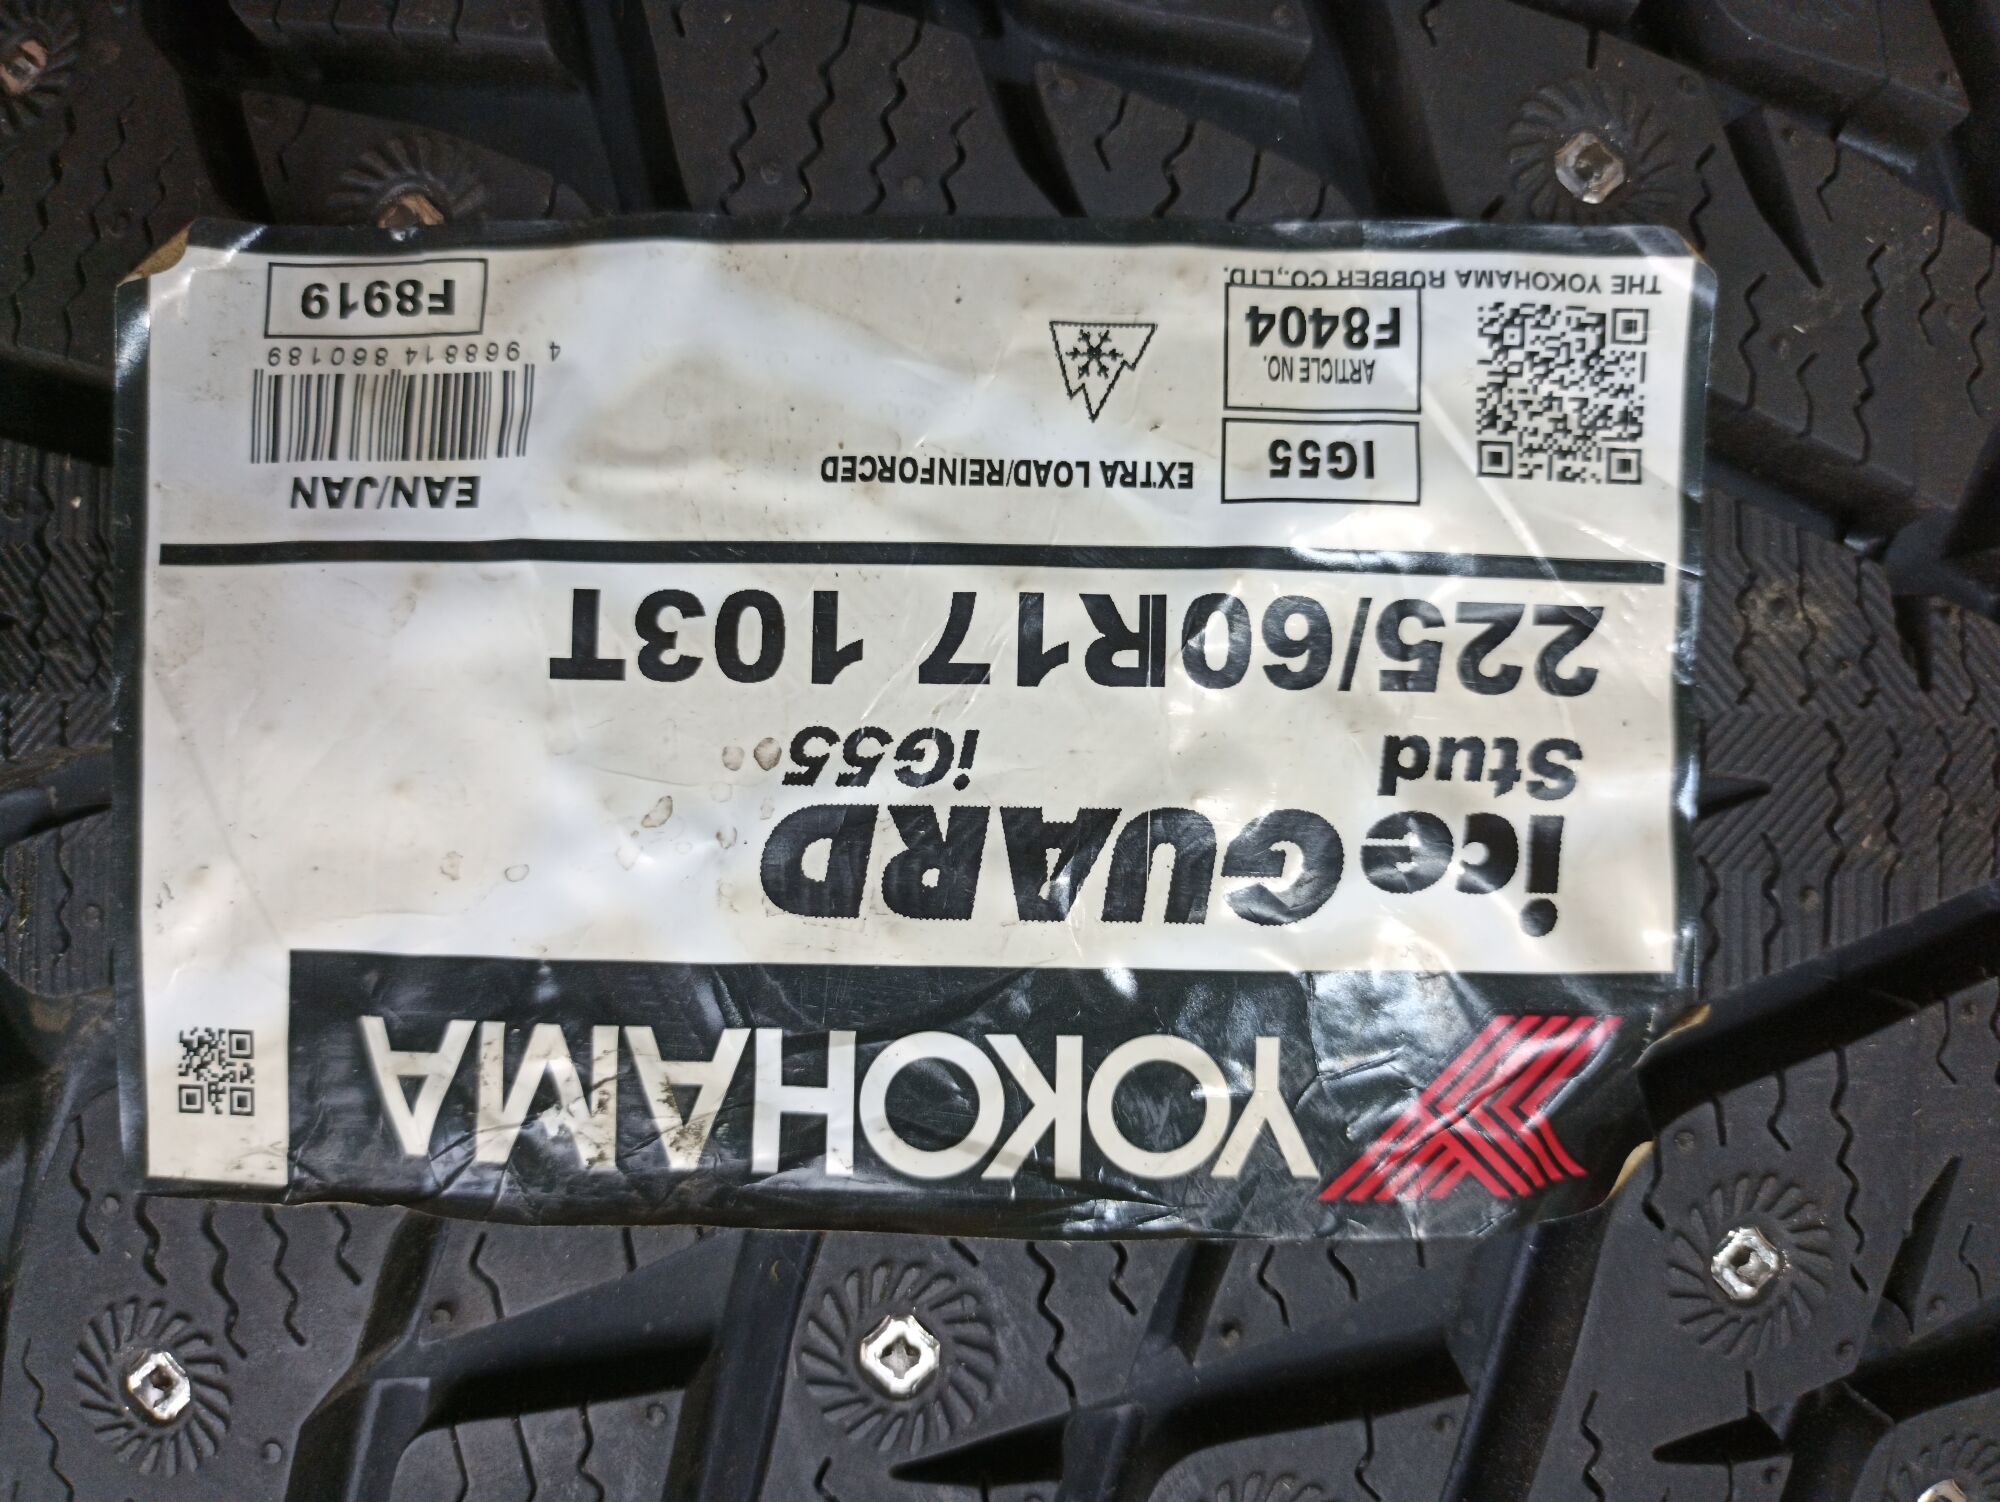 YOKOHAMA
iceGUARD
Stud iG55
225/60R17 103T
IG55
EXTRA LOAD/REINFORCED
EAN/JAN
ARTICLE NO.
F8404
4 968814 860189
F8919
THE YOKOHAMA RUBBER CO.,LTD.